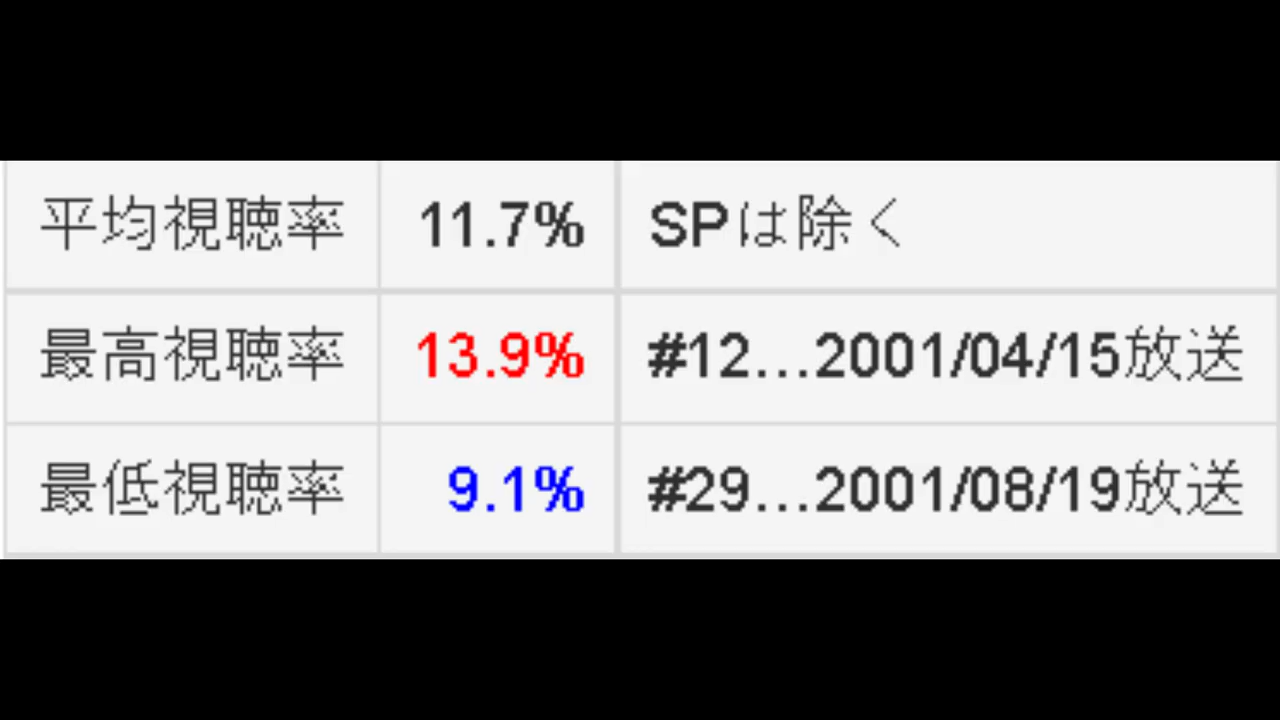 平均視聴率 11.7% SPは除く
最高視聴率 13.9% #12…2001/04/15放送
最低視聴率 9.1% #29…2001/08/19放送